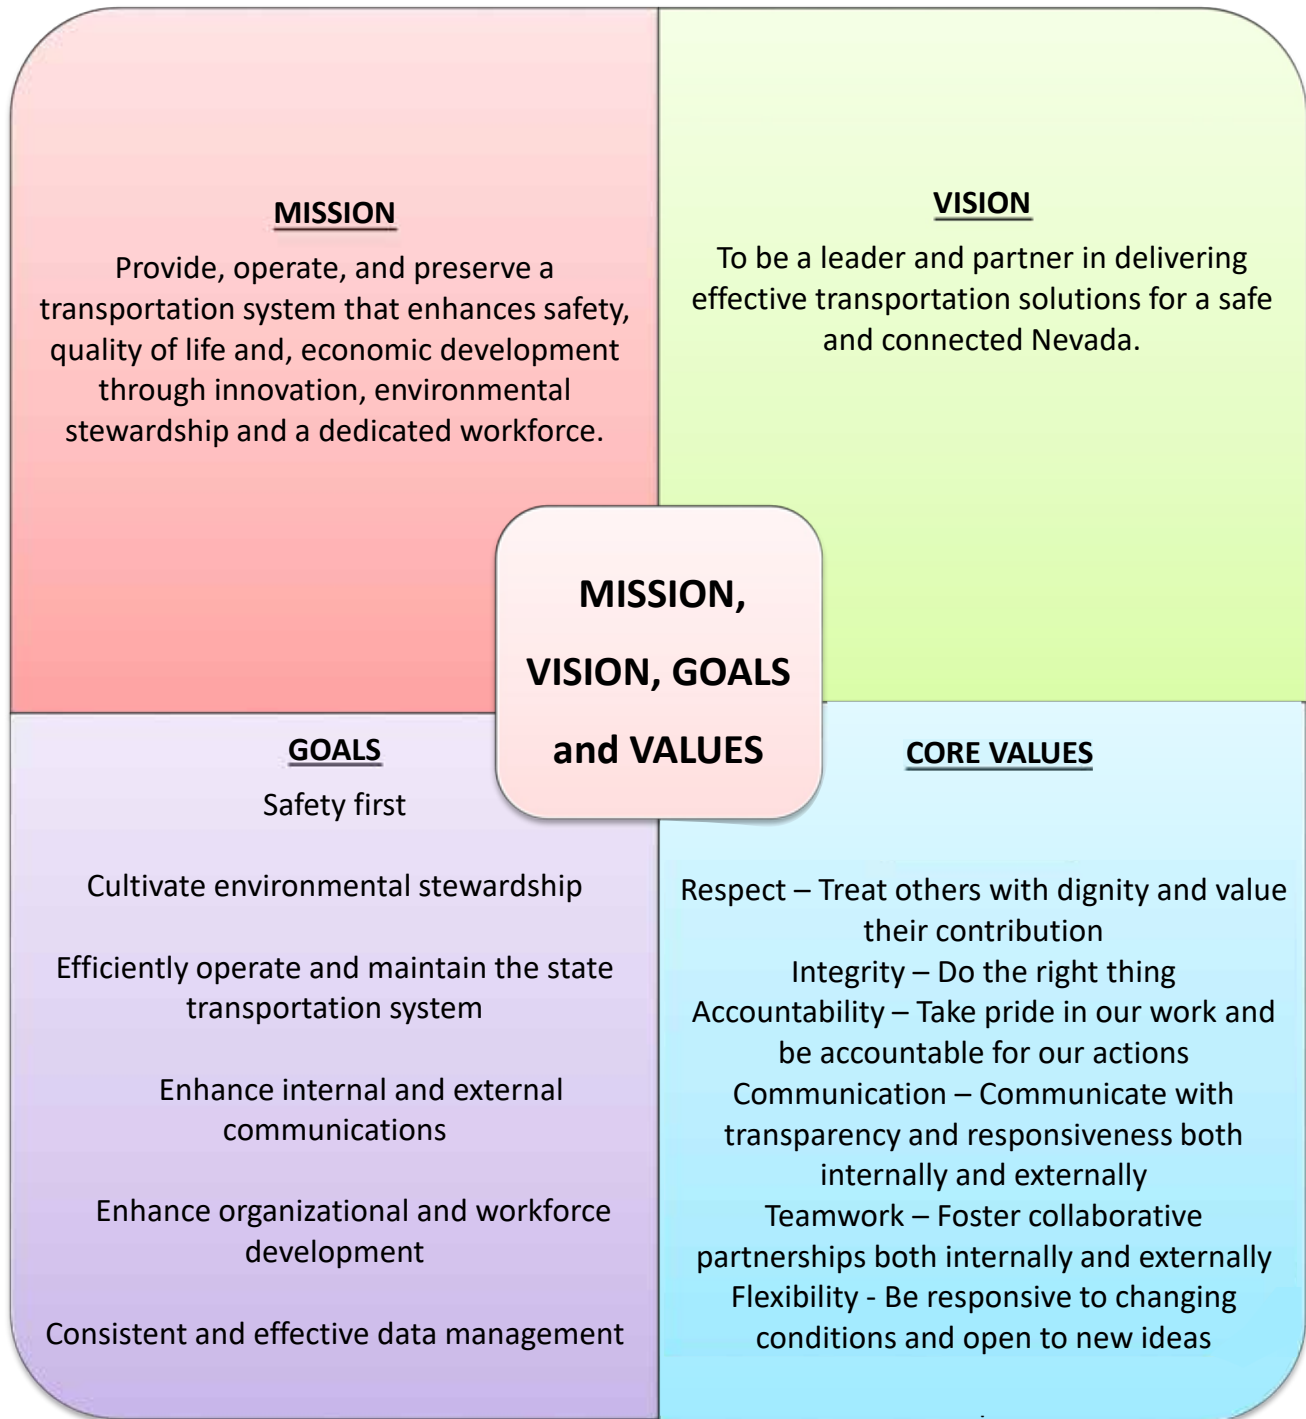 MISSION
Provide, operate, and preserve a
transportation system that enhances safety,
quality of life and, economic development
through innovation, environmental
stewardship and a dedicated workforce.
VISION
To be a leader and partner in delivering
effective transportation solutions for a safe
and connected Nevada.
MISSION,
VISION, GOALS
and VALUES
GOALS
Safety first
Cultivate environmental stewardship
Efficiently operate and maintain the state
transportation system
Enhance internal and external
communications
Enhance organizational and workforce
development
Consistent and effective data management
CORE VALUES
Respect – Treat others with dignity and value
their contribution
Integrity – Do the right thing
Accountability – Take pride in our work and
be accountable for our actions
Communication – Communicate with
transparency and responsiveness both
internally and externally
Teamwork – Foster collaborative
partnerships both internally and externally
Flexibility - Be responsive to changing
conditions and open to new ideas